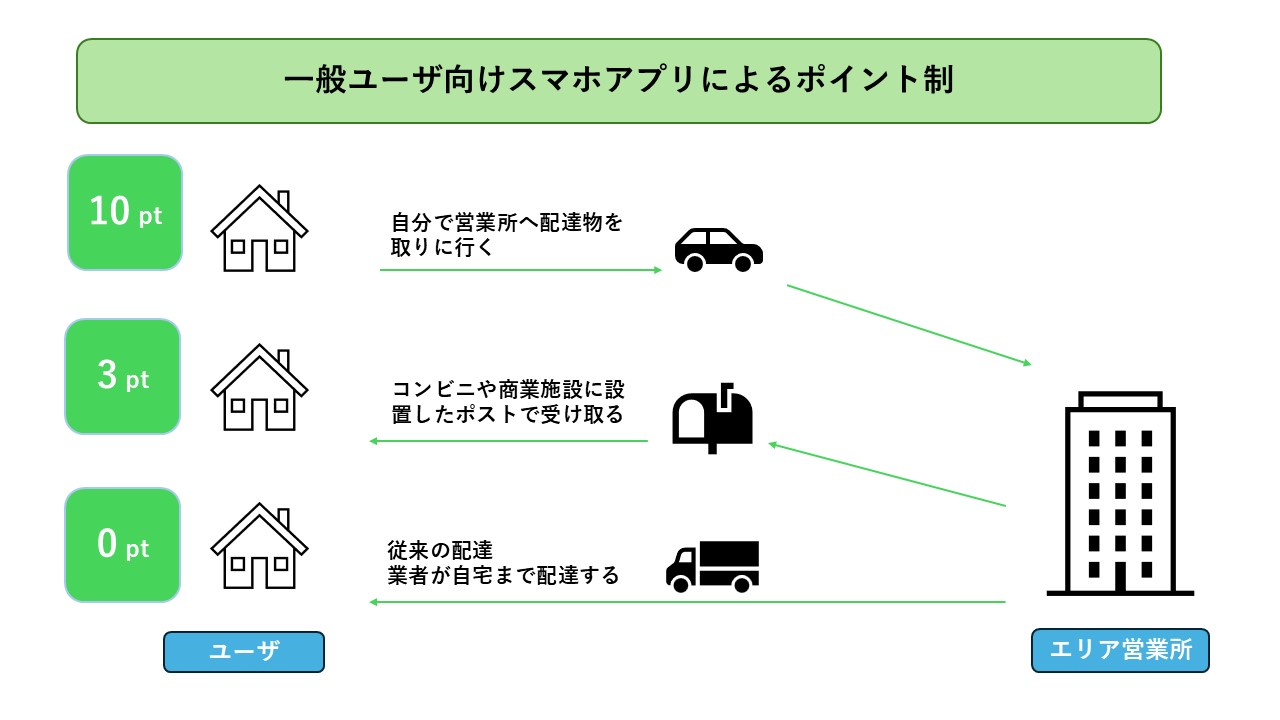 一般ユーザ向けスマホアプリによるポイント制
10 pt
自分で営業所へ配達物を
取りに行く
3 pt
コンビニや商業施設に設
置したポストで受け取る
0 pt
従来の配達
業者が自宅まで配達する
ユーザ
エリア営業所